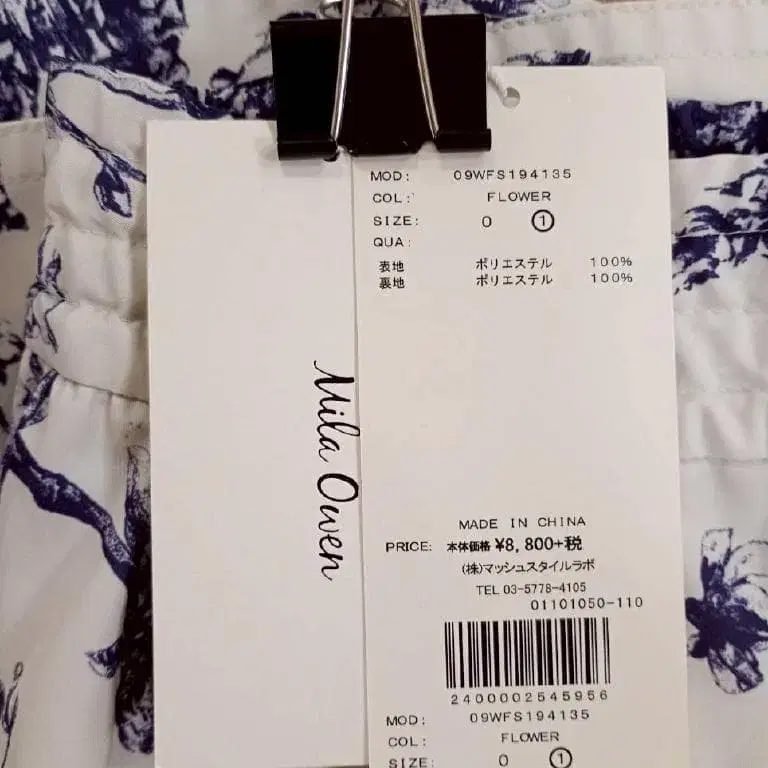 Mila Owen
MOD: 09WFS194135
COL: FLOWER
SIZE: 0 ①
QUA:
表地 ポリエステル 100%
裏地 ポリエステル 100%
MADE IN CHINA
PRICE: 本体価格 ¥8,800+税
(株)マッシュスタイルラボ
TEL 03-5778-4105
01101050-110
2400002545956
MOD: 09WFS194135
COL: FLOWER
SIZE: 0 ①